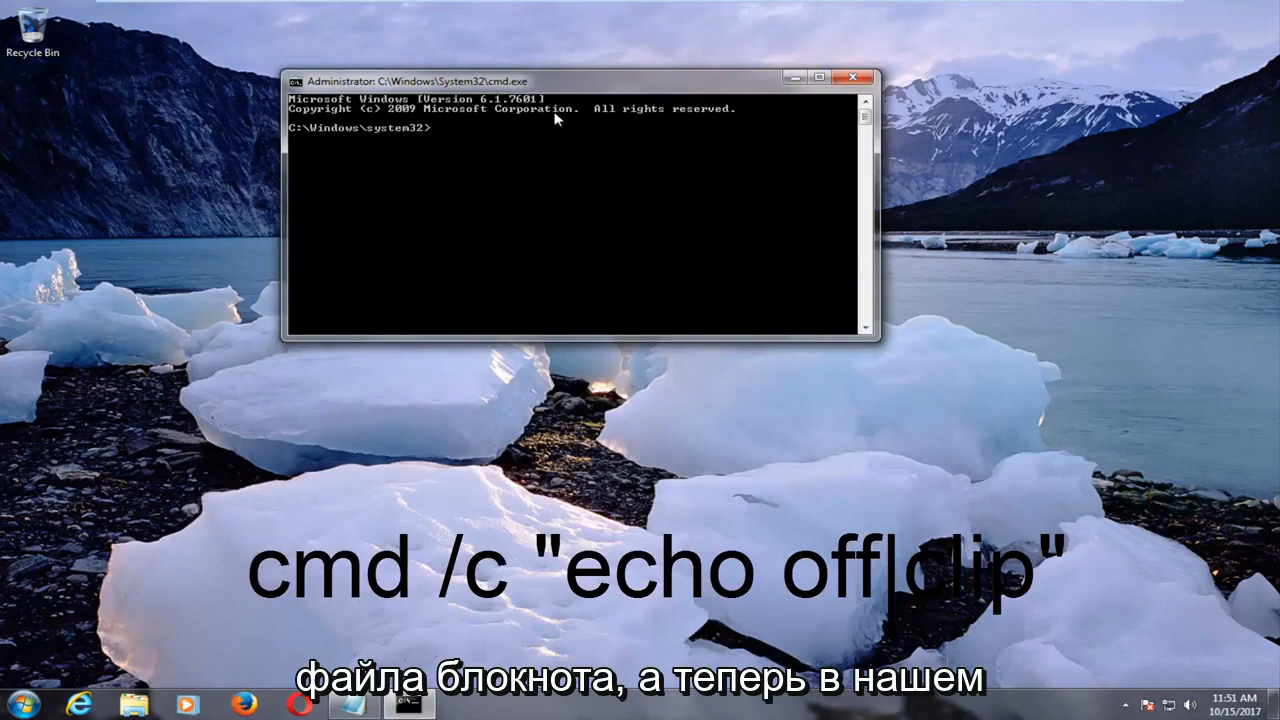 Recycle Bin
Administrator: C:\Windows\System32\cmd.exe
Microsoft Windows [Version 6.1.7601]
Copyright (c) 2009 Microsoft Corporation.  All rights reserved.
C:\Windows\system32>
cmd /c "echo off|clip"
файла блокнота, а теперь в нашем
11:51 AM
10/15/2017